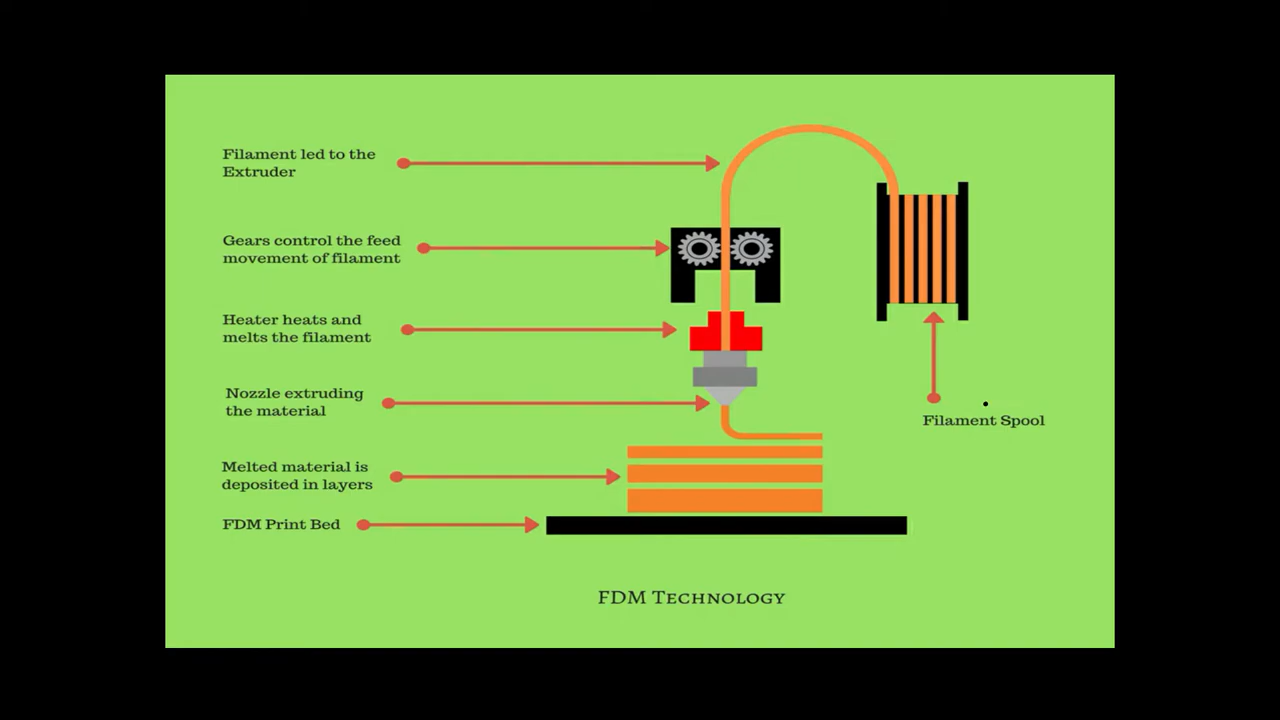 Filament led to the
Extruder
Gears control the feed
movement of filament
Heater heats and
melts the filament
Nozzle extruding
the material
Filament Spool
Melted material is
deposited in layers
FDM Print Bed
FDM Technology